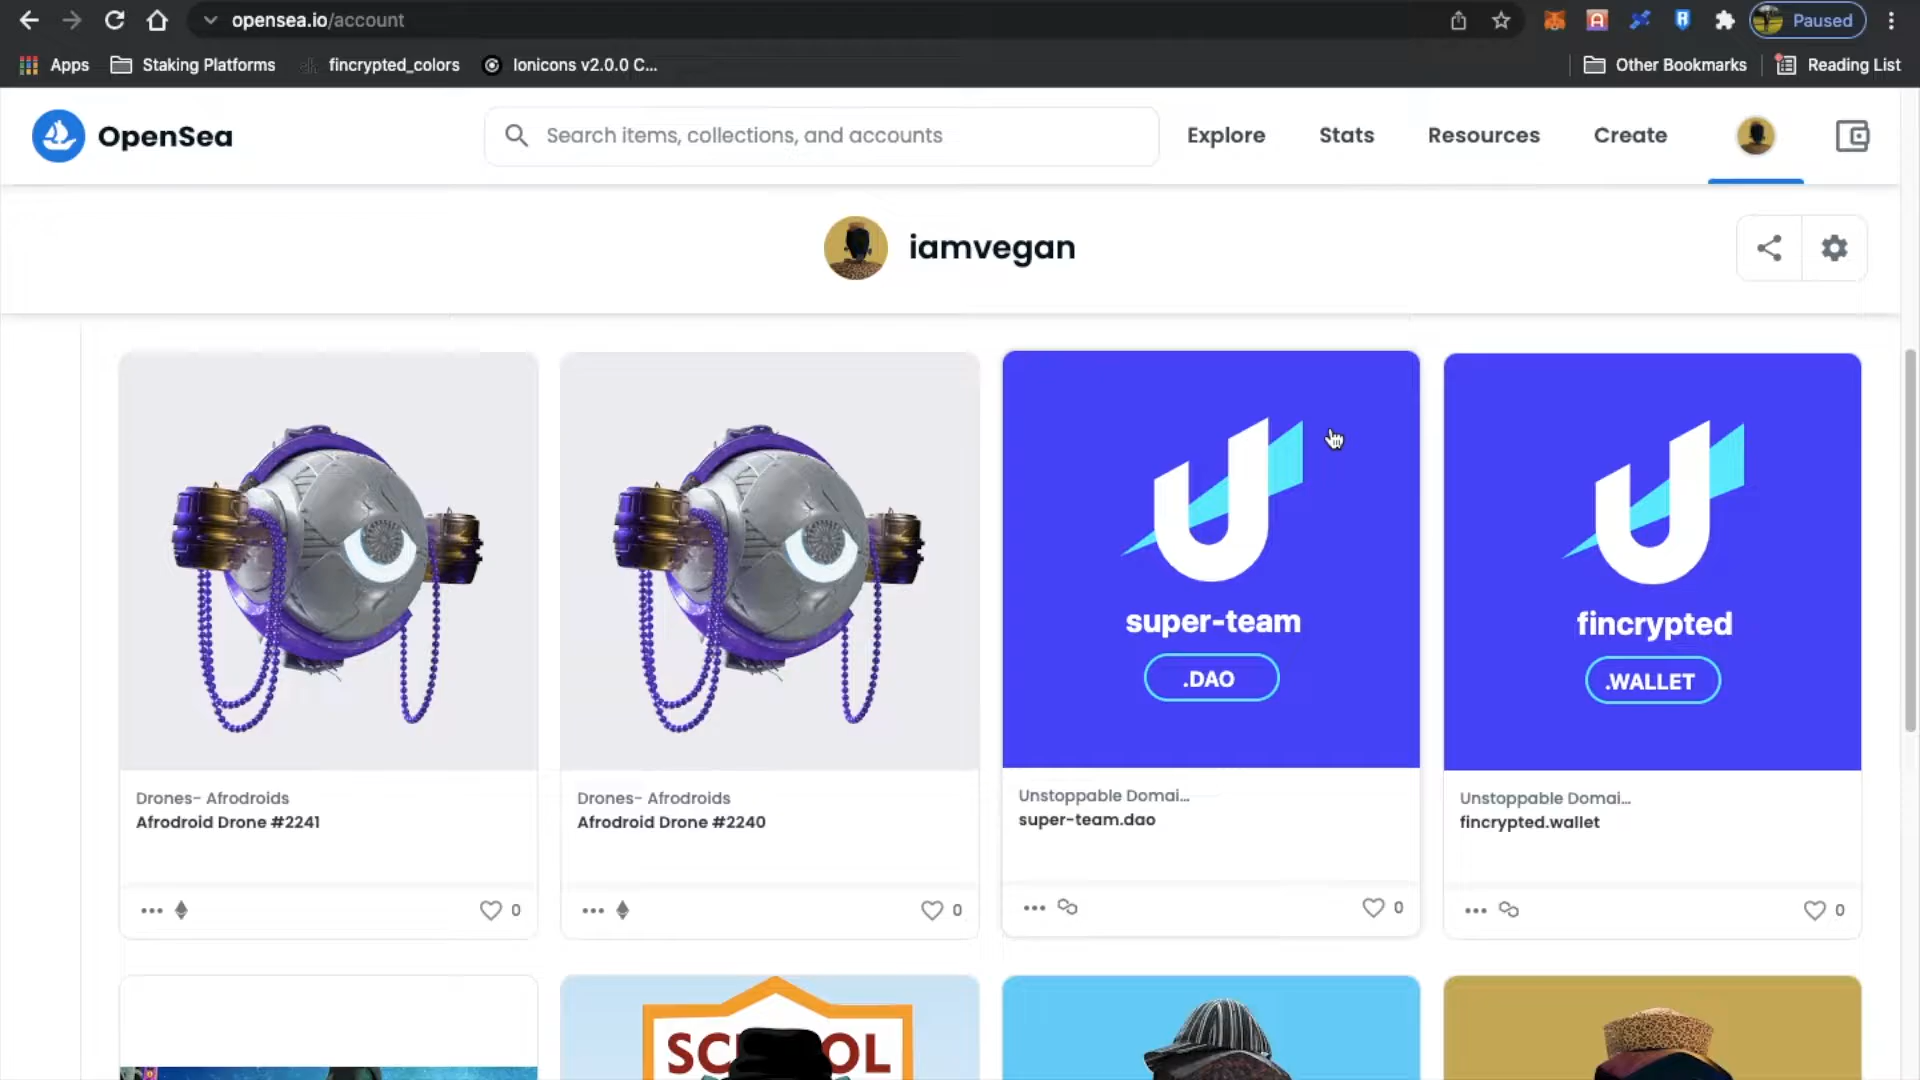 opensea.io/account
Paused
Apps
Staking Platforms
fincrypted_colors
Ionicons v2.0.0 C...
Other Bookmarks
Reading List
OpenSea
Search items, collections, and accounts
Explore
Stats
Resources
Create
iamvegan
super-team
.DAO
fincrypted
.WALLET
Drones- Afrodroids
Afrodroid Drone #2241
Drones- Afrodroids
Afrodroid Drone #2240
Unstoppable Domai...
super-team.dao
Unstoppable Domai...
fincrypted.wallet
0
0
0
0